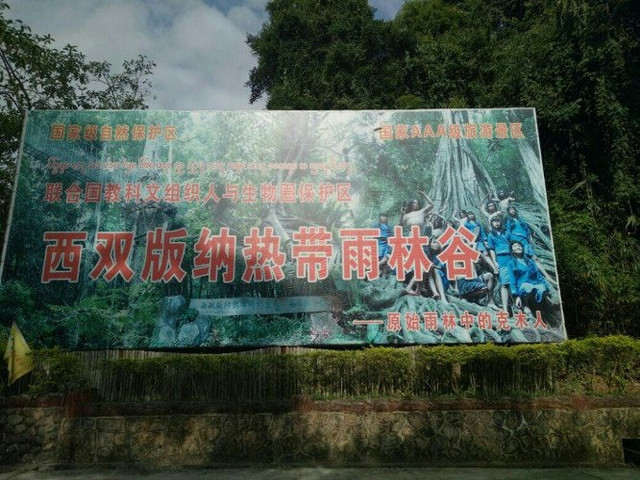 国家级自然保护区
国家AAA级旅游景区
联合国教科文组织人与生物圈保护区
西双版纳热带雨林谷
——原始雨林中的克木人